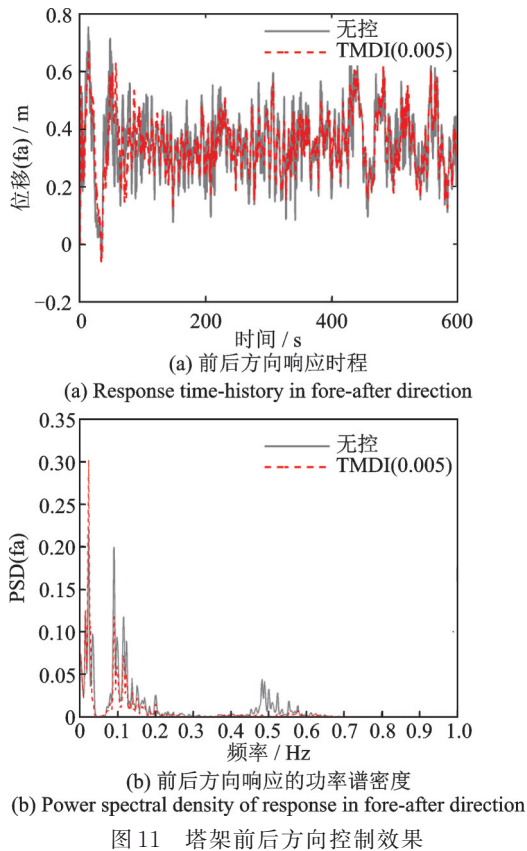 0.8
0.6
0.4
0.2
0
−0.2
位移(fa) / m
无控
TMDI(0.005)
0
200
400
600
时间 / s
(a) 前后方向响应时程
(a) Response time-history in fore-after direction
0.35
0.30
0.25
0.20
0.15
0.10
0.05
0
PSD(fa)
无控
TMDI(0.005)
0
0.1
0.2
0.3
0.4
0.5
0.6
0.7
0.8
0.9
1.0
频率 / Hz
(b) 前后方向响应的功率谱密度
(b) Power spectral density of response in fore-after direction
图 11 塔架前后方向控制效果